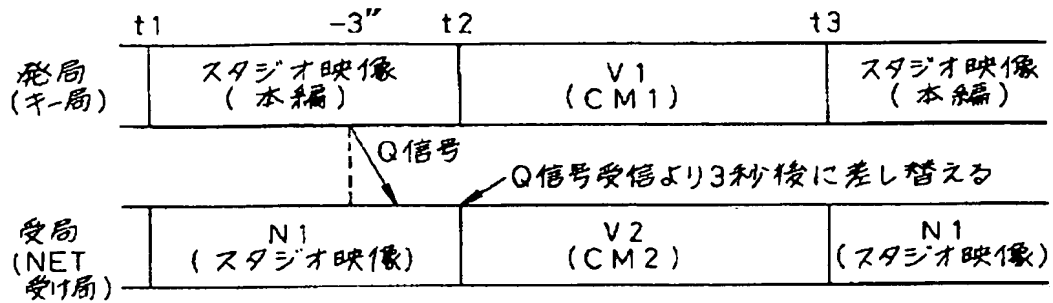 t1 -3″ t2 t3
発局
(キー局)
スタジオ映像
(本編)
V1
(CM1)
スタジオ映像
(本編)
Q信号
Q信号受信より3秒後に差し替える
受局
(NET
受け局)
N1
(スタジオ映像)
V2
(CM2)
N1
(スタジオ映像)